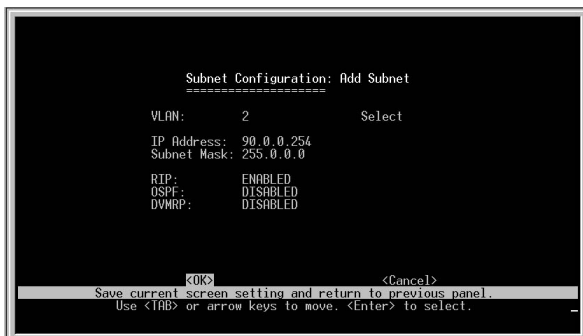 Subnet Configuration: Add Subnet
=====================
VLAN: 2 Select
IP Address: 90.0.0.254
Subnet Mask: 255.0.0.0
RIP: ENABLED
OSPF: DISABLED
DVMRP: DISABLED
<OK> <Cancel>
Save current screen setting and return to previous panel.
Use <TAB> or arrow keys to move. <Enter> to select.